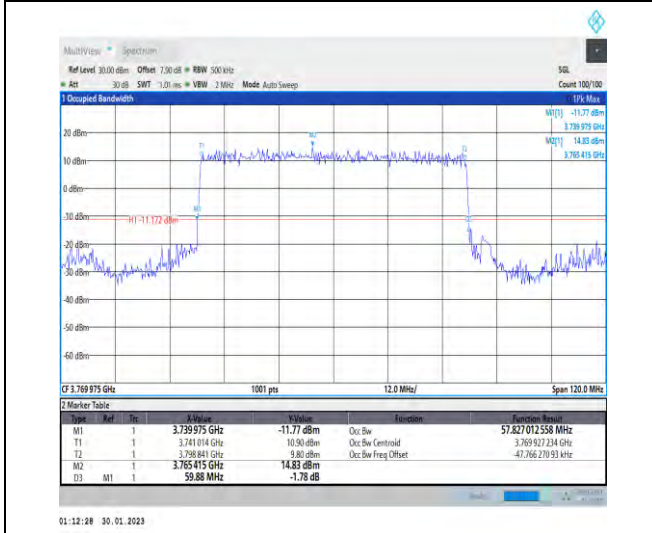 MultiView Spectrum
Ref Level 30.00 dBm Offset 7.90 dB RBW 500 kHz SGL
Att 30 dB SWT 1.01 ms VBW 2 MHz Mode Auto Sweep Count 100/100
1 Occupied Bandwidth 1Pk Max
M1[1] -11.77 dBm
3.739 975 GHz
M2[1] 14.83 dBm
3.765 415 GHz
20 dBm
T1 M2
10 dBm
0 dBm
-10 dBm
H1 -11.172 dBm
-20 dBm
-30 dBm
-40 dBm
-50 dBm
-60 dBm
CF 3.769 975 GHz 1001 pts 12.0 MHz/ Span 120.0 MHz
2 Marker Table
Type Ref Trc X-Value Y-Value Function Function Result
M1 1 3.739 975 GHz -11.77 dBm Occ Bw 57.827 012 558 MHz
T1 1 3.741 014 GHz 10.90 dBm Occ Bw Centroid 3.769 927 234 GHz
T2 1 3.798 841 GHz 9.80 dBm Occ Bw Freq Offset -47.766 270 93 kHz
M2 1 3.765 415 GHz 14.83 dBm
D3 M1 1 59.88 MHz -1.78 dB
01:12:28 30.01.2023